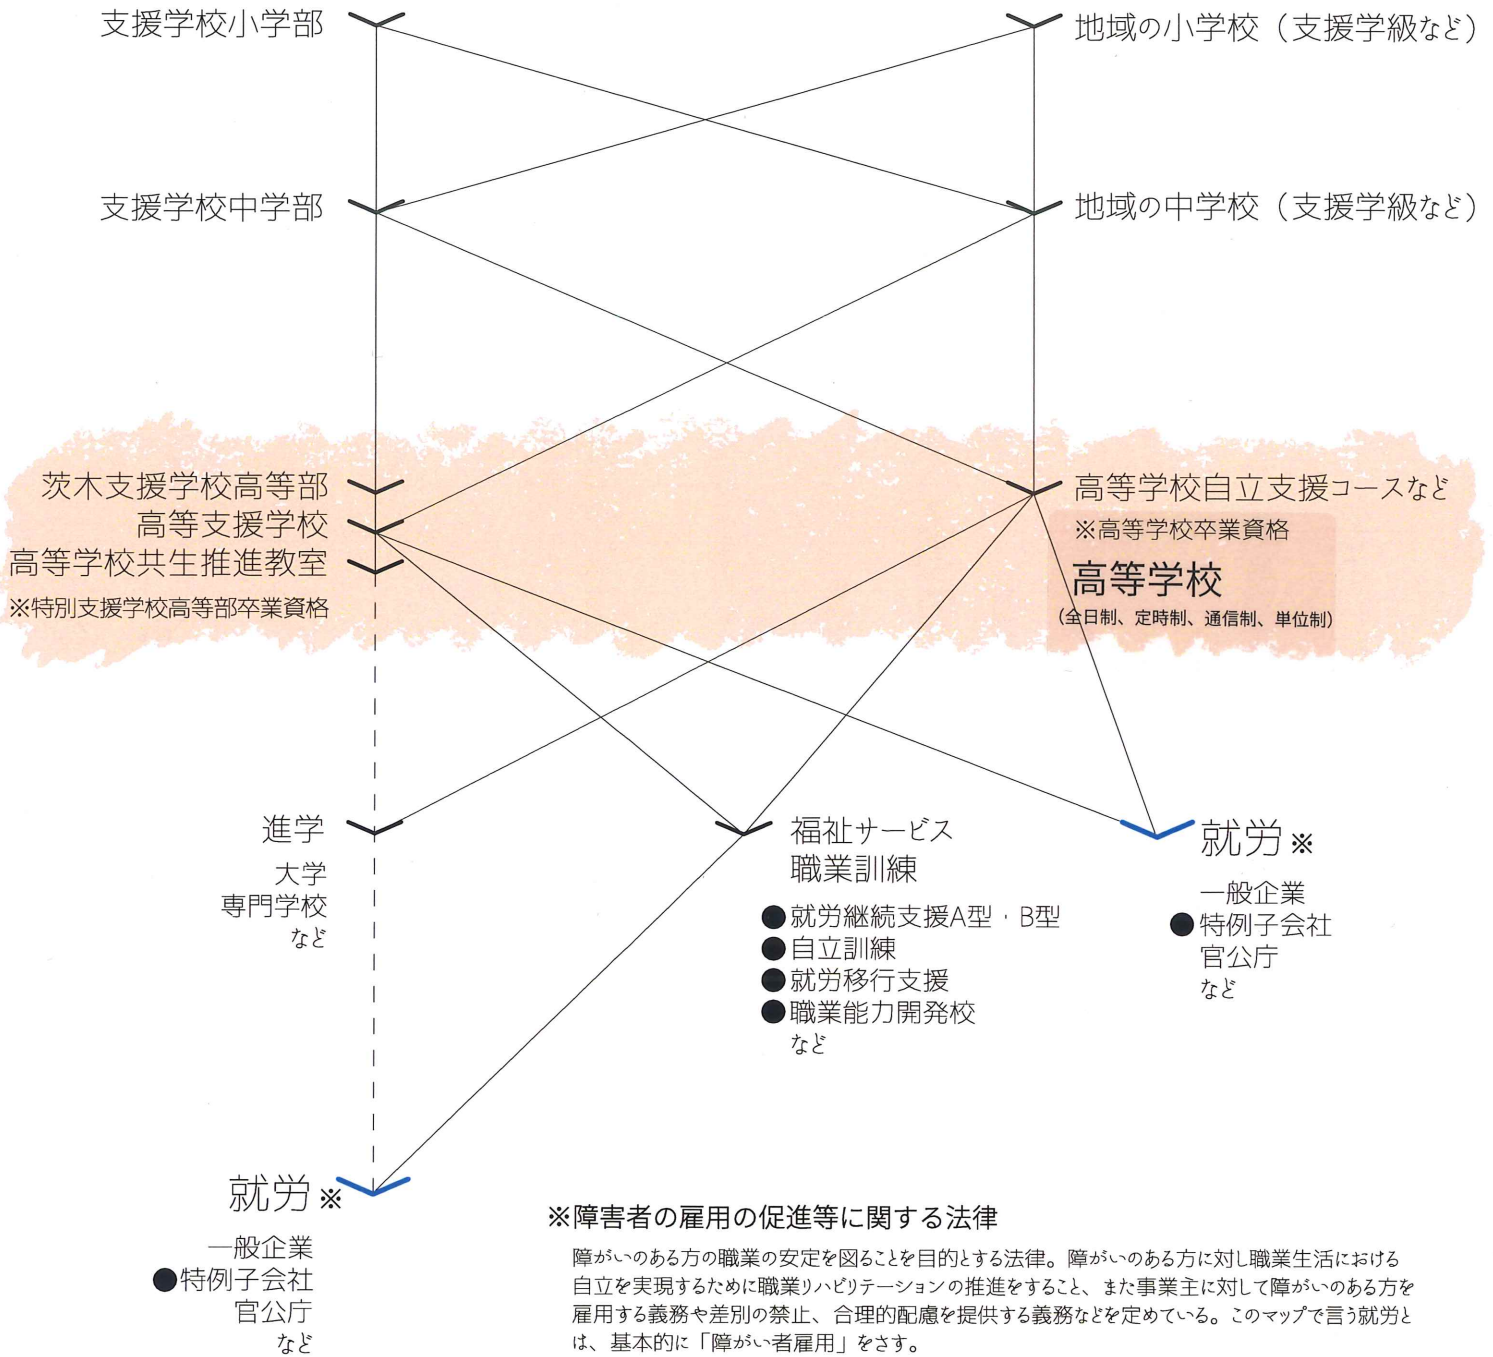 支援学校小学部
地域の小学校（支援学級など）
支援学校中学部
地域の中学校（支援学級など）
茨木支援学校高等部
高等支援学校
高等学校共生推進教室
※特別支援学校高等部卒業資格
高等学校自立支援コースなど
※高等学校卒業資格
高等学校
（全日制、定時制、通信制、単位制）
進学
大学
専門学校
など
福祉サービス
職業訓練
●就労継続支援A型・B型
●自立訓練
●就労移行支援
●職業能力開発校
など
就労※
一般企業
●特例子会社
官公庁
など
就労※
一般企業
●特例子会社
官公庁
など
※障害者の雇用の促進等に関する法律
障がいのある方の職業の安定を図ることを目的とする法律。障がいのある方に対し職業生活における
自立を実現するために職業リハビリテーションの推進をすること、また事業主に対して障がいのある方を
雇用する義務や差別の禁止、合理的配慮を提供する義務などを定めている。このマップで言う就労と
は、基本的に「障がい者雇用」をさす。